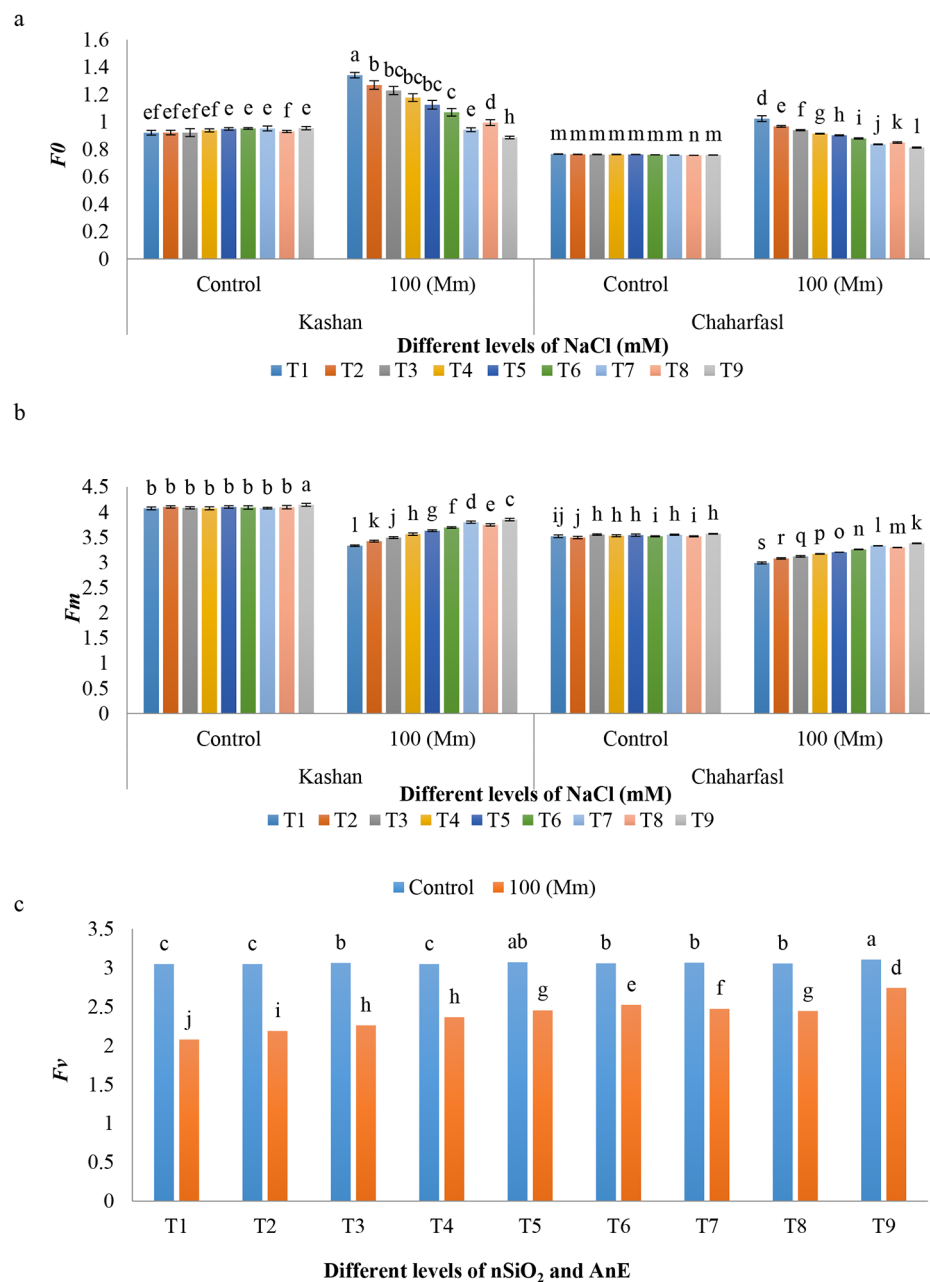 a
1.6
1.4
1.2
1
0.8
0.6
0.4
0.2
0
F0
ef ef ef ef e e e f e
a b bc bc bc c e d h
m m m m m m m n m
d e f g h i j k l
Control 100 (Mm) Control 100 (Mm)
Kashan Chaharfasl
Different levels of NaCl (mM)
T1 T2 T3 T4 T5 T6 T7 T8 T9
b
4.5
4
3.5
3
2.5
2
1.5
1
0.5
0
Fm
b b b b b b b b a
l k j h g f d e c
ij j h h h i h i h
s r q p o n l m k
Control 100 (Mm) Control 100 (Mm)
Kashan Chaharfasl
Different levels of NaCl (mM)
T1 T2 T3 T4 T5 T6 T7 T8 T9
Control 100 (Mm)
c
3.5
3
2.5
2
1.5
1
0.5
0
Fv
c c b c ab b b b a
j i h h g e f g d
T1 T2 T3 T4 T5 T6 T7 T8 T9
Different levels of nSiO₂ and AnE